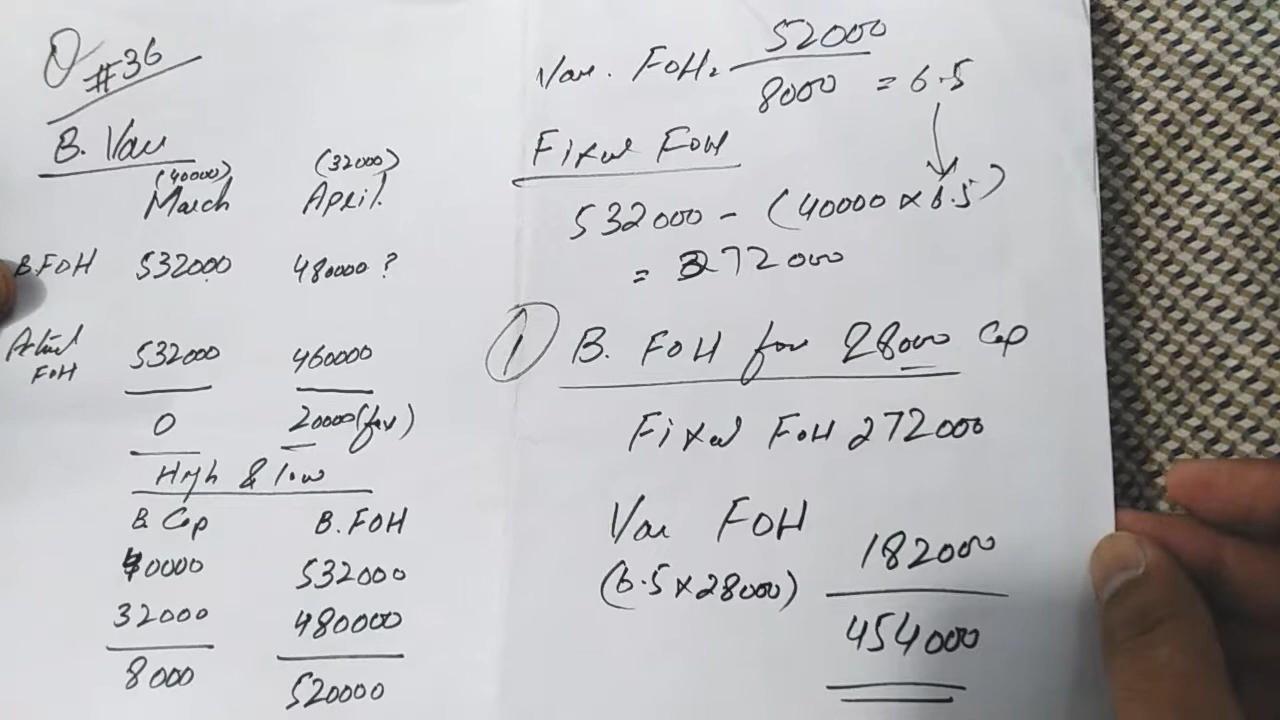 Q #36
B. Var
(40000) (32000)
March April.
B.FOH 532000 480000 ?
Actual FOH 532000 460000
0 20000 (fav)
High & low
B. Cap B. FOH
40000 532000
32000 480000
8000 520000
Var. FOH = 52000
8000 = 6.5
Fixed FOH
532000 - (40000 × 6.5)
= 272000
① B. FOH for 28000 Cap
Fixed FOH 272000
Var FOH
(6.5 × 28000) 182000
454000